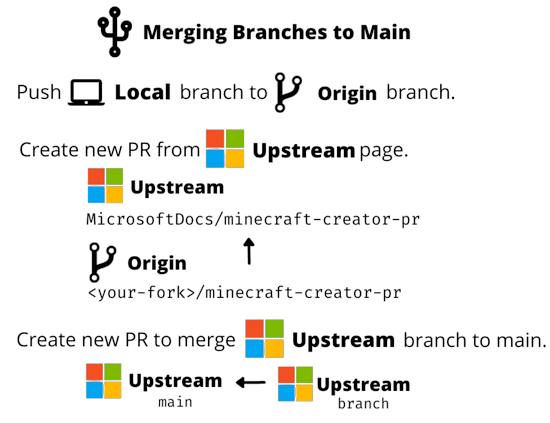 Merging Branches to Main
Push Local branch to Origin branch.
Create new PR from Upstream page.
Upstream
MicrosoftDocs/minecraft-creator-pr
Origin
<your-fork>/minecraft-creator-pr
Create new PR to merge Upstream branch to main.
Upstream Upstream
main branch